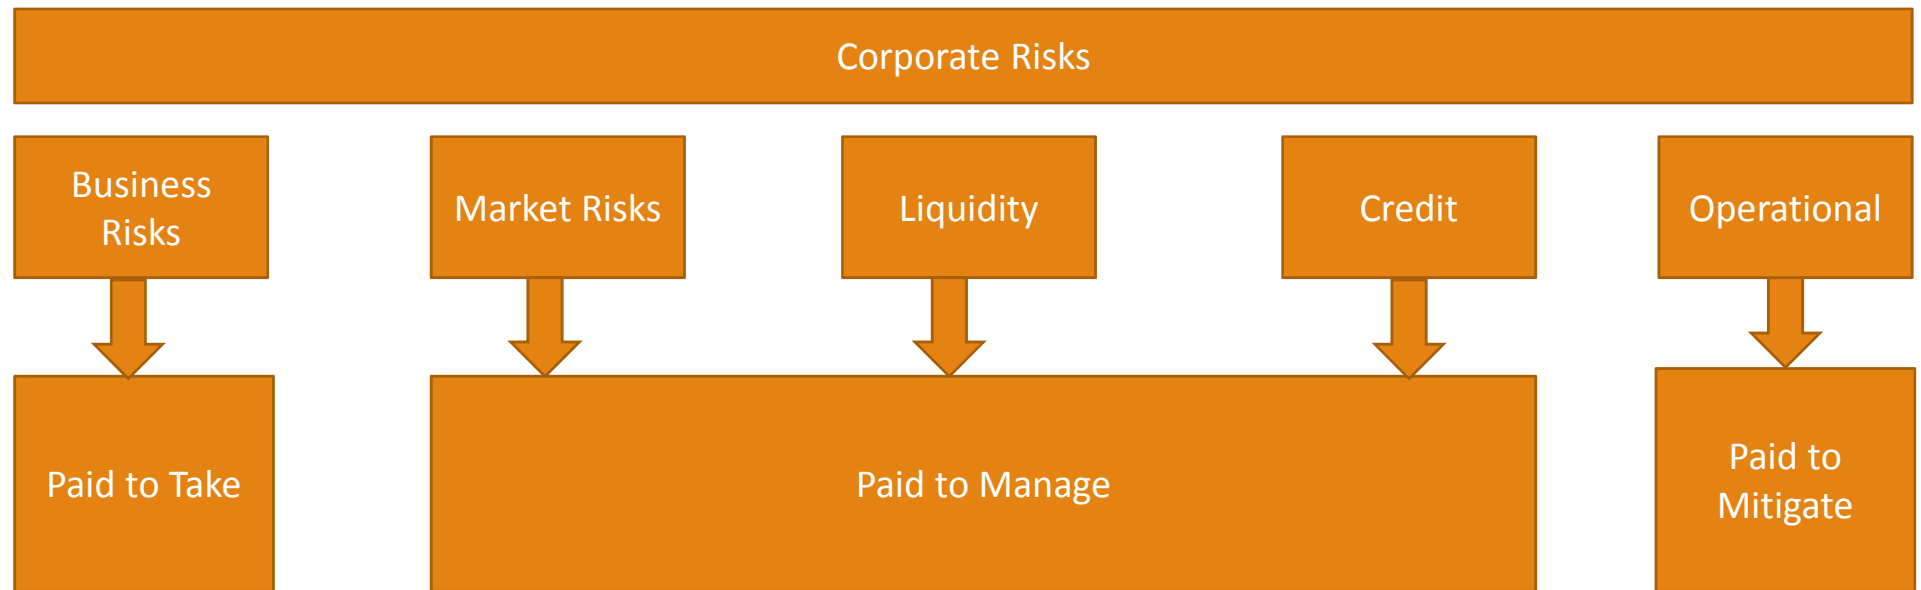 Corporate Risks
Business
Risks
Market Risks
Liquidity
Credit
Operational
Paid to Take
Paid to Manage
Paid to
Mitigate